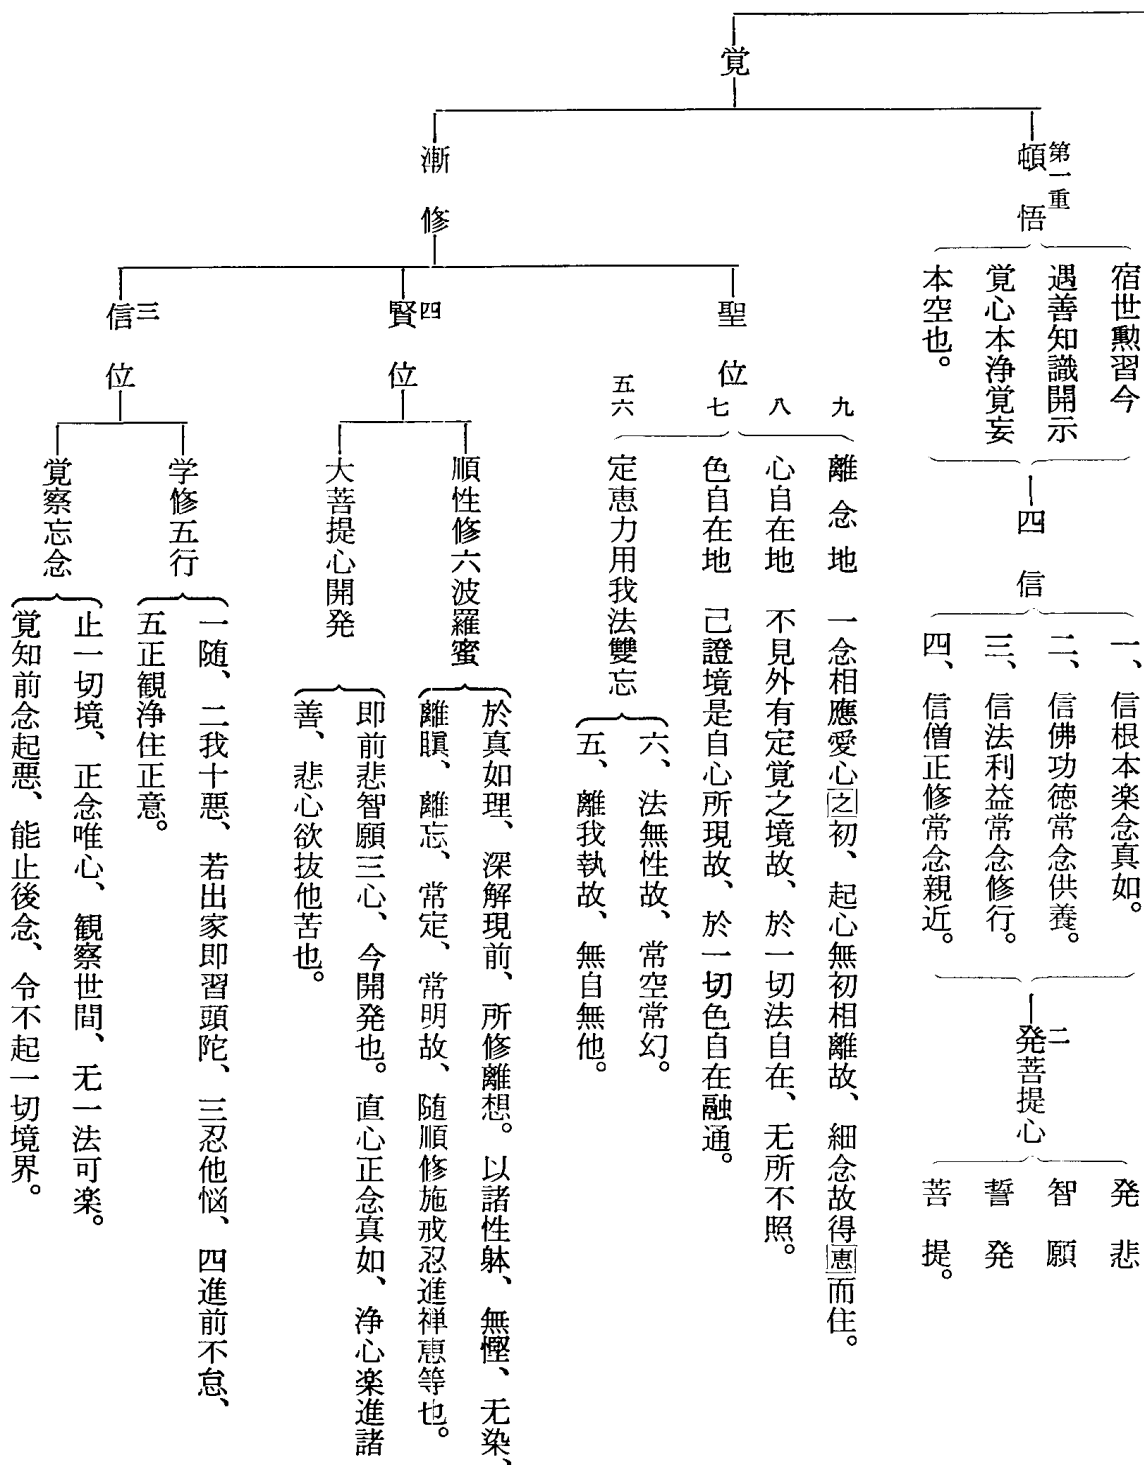 覚
頓悟
第一重
宿世勲習今
遇善知識開示
覚心本浄覚妄
本空也。
四信
一、信根本楽念真如。
二、信佛功徳常念供養。
三、信法利益常念修行。
四、信僧正修常念親近。
二
発菩提心
発悲
智願
誓発
菩提。
漸修
聖位
九
離念地 一念相應愛心之初、起心無初相離故、細念故得恵而住。
八
心自在地 不見外有定覚之境故、於一切法自在、无所不照。
七
色自在地 己證境是自心所現故、於一切色自在融通。
五六
定恵力用我法雙忘
六、法無性故、常空常幻。
五、離我執故、無自無他。
四
賢位
順性修六波羅蜜
於真如理、深解現前、所修離想。以諸性躰、無慳、无染、
離瞋、離忘、常定、常明故、随順修施戒忍進禅恵等也。
大菩提心開発
即前悲智願三心、今開発也。直心正念真如、浄心楽進諸
善、悲心欲抜他苦也。
三
信位
学修五行
一随、二我十悪、若出家即習頭陀、三忍他悩、四進前不怠、
五正観浄住正意。
覚察忘念
止一切境、正念唯心、観察世間、无一法可楽。
覚知前念起悪、能止後念、令不起一切境界。